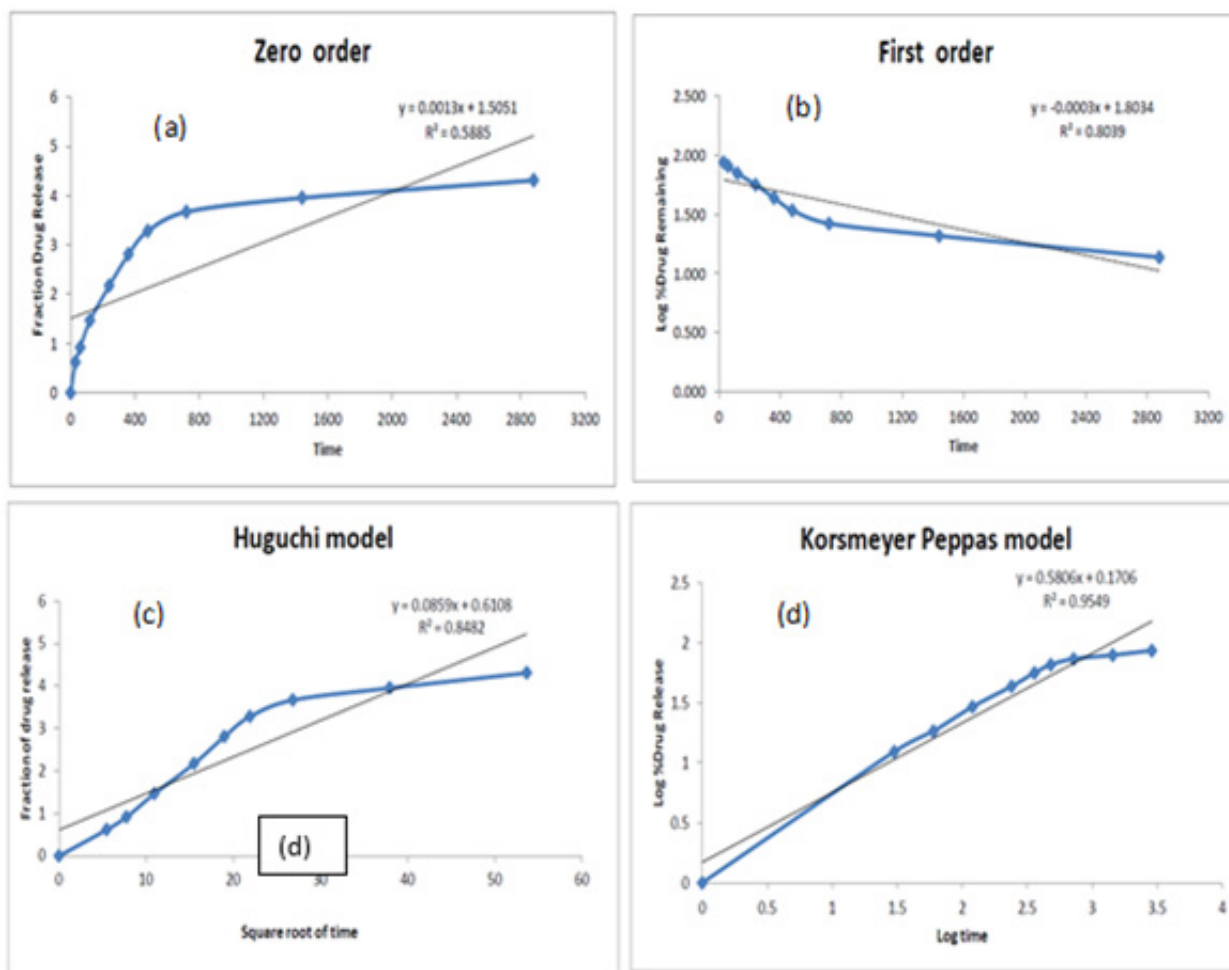 Zero order
(a)
y = 0.0013x + 1.5051
R² = 0.5885
Fraction Drug Release
6
5
4
3
2
1
0
0 400 800 1200 1600 2000 2400 2800 3200
Time
First order
(b)
y = -0.0003x + 1.8034
R² = 0.8039
Log %Drug Remaining
2.500
2.000
1.500
1.000
0.500
0.000
0 400 800 1200 1600 2000 2400 2800 3200
Time
Huguchi model
(c)
y = 0.0859x + 0.6108
R² = 0.8482
Fraction of drug release
6
5
4
3
2
1
0
(d)
0 10 20 30 40 50 60
Square root of time
Korsmeyer Peppas model
(d)
y = 0.5806x + 0.1706
R² = 0.9549
Log %Drug Release
2.5
2
1.5
1
0.5
0
0 0.5 1 1.5 2 2.5 3 3.5 4
Log time